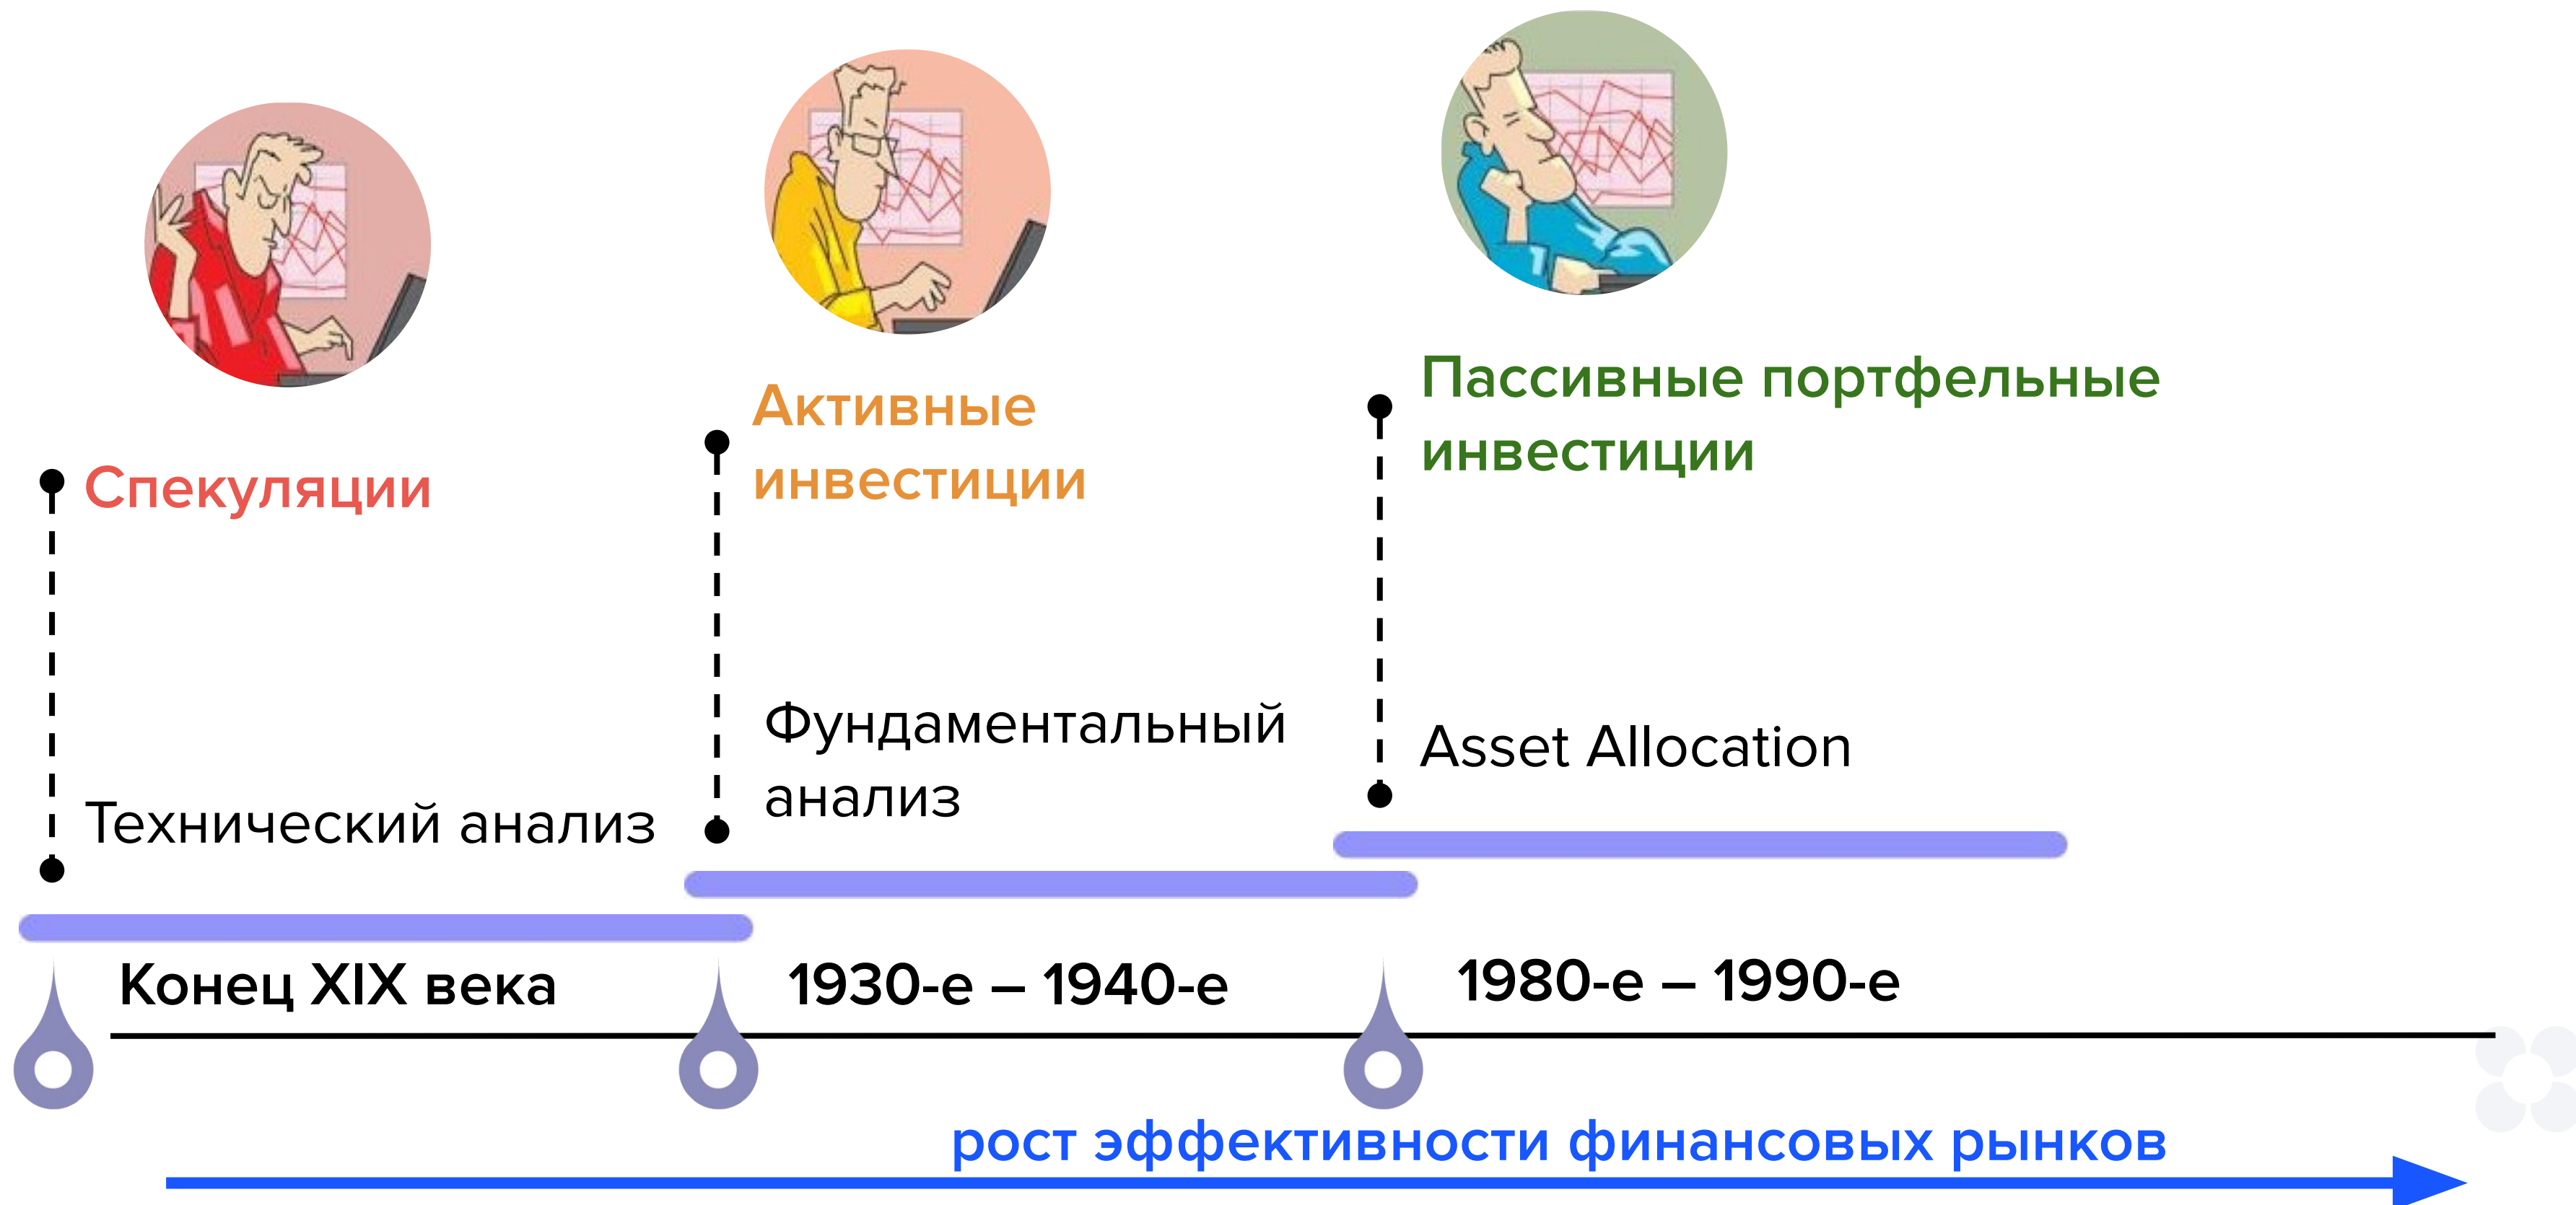 Спекуляции
Технический анализ
Конец XIX века
Активные
инвестиции
Фундаментальный
анализ
1930-е – 1940-е
Пассивные портфельные
инвестиции
Asset Allocation
1980-е – 1990-е
рост эффективности финансовых рынков